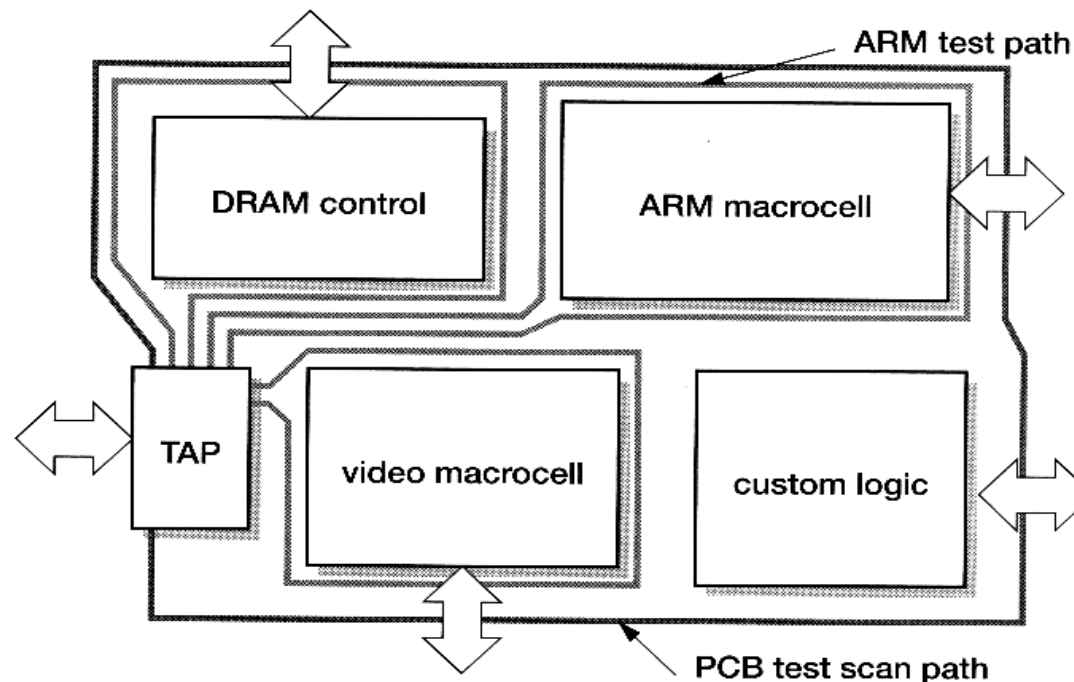 ARM test path
DRAM control
ARM macrocell
TAP
video macrocell
custom logic
PCB test scan path